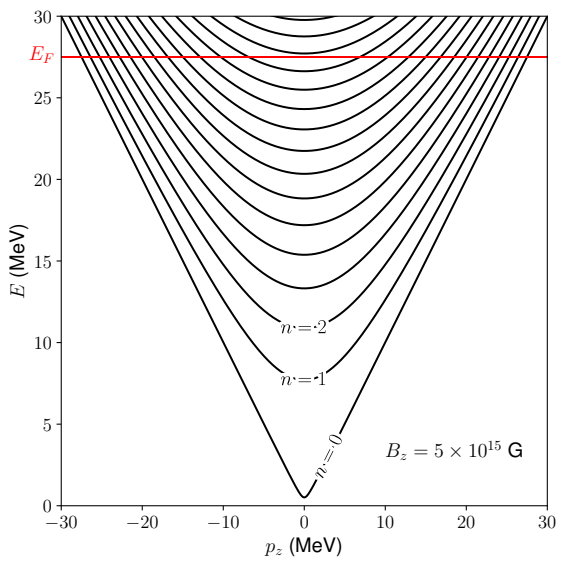 30
E_F
25
20
15
10
5
0
E (MeV)
n = 2
n = 1
n = 0
B_z = 5 × 10^15 G
−30
−20
−10
0
10
20
30
p_z (MeV)